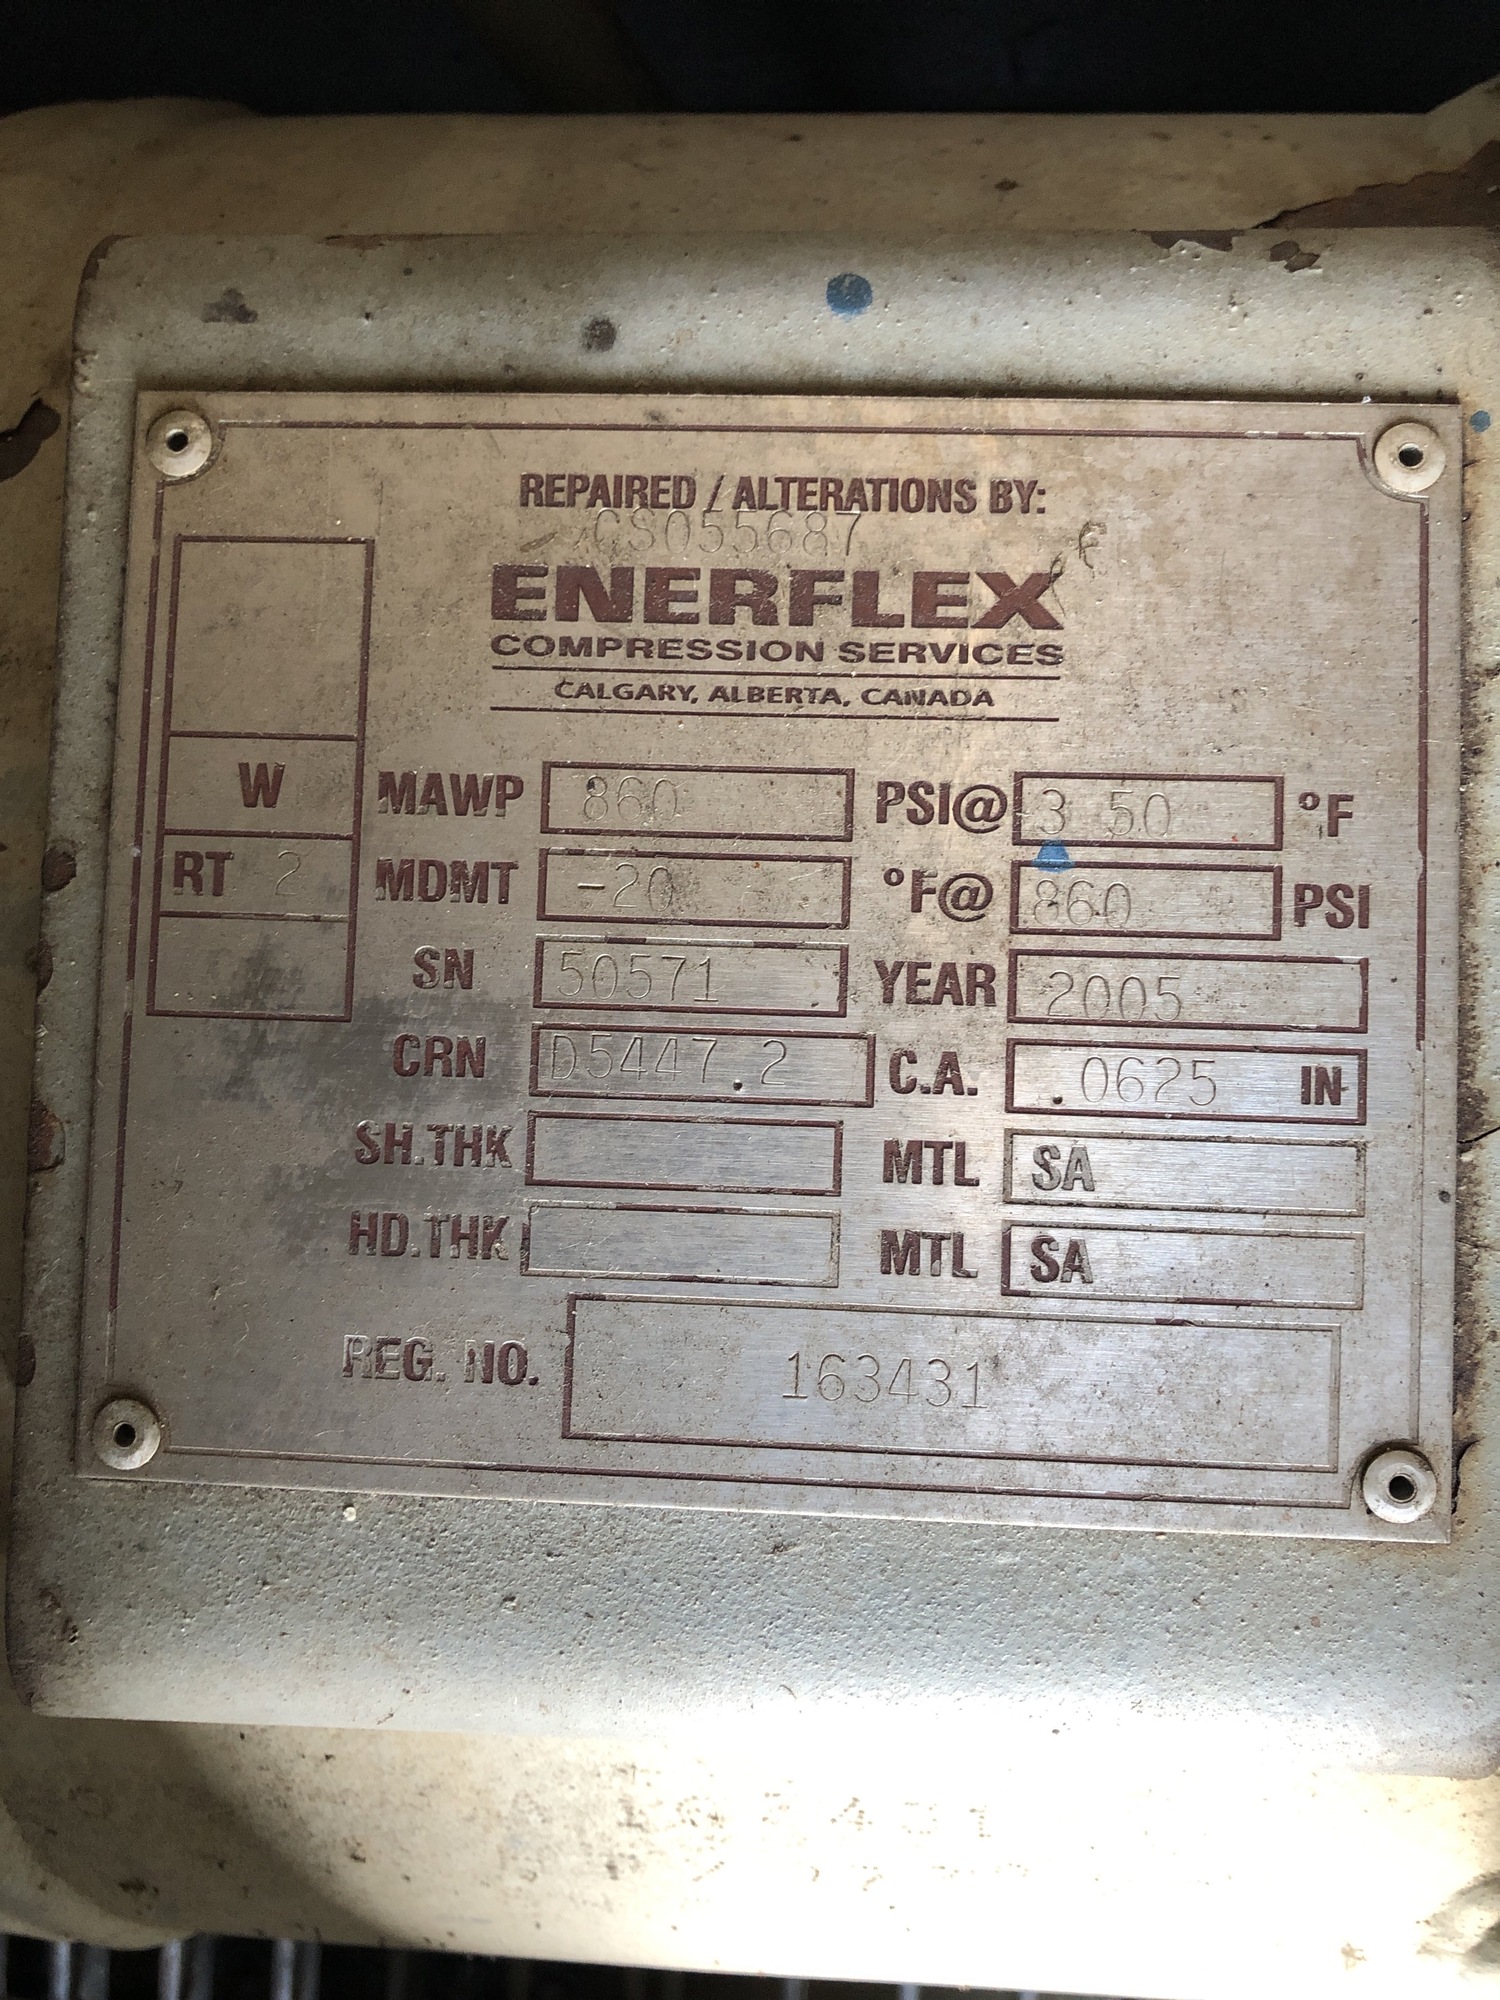 REPAIRED / ALTERATIONS BY:
CS055687
ENERFLEX
COMPRESSION SERVICES
CALGARY, ALBERTA, CANADA
W
MAWP 860 PSI@ 3 50 °F
RT 2
MDMT -20 °F@ 860 PSI
SN 50571 YEAR 2005
CRN D5447.2 C.A. .0625 IN
SH.THK MTL SA
HD.THK MTL SA
REG. NO. 163431